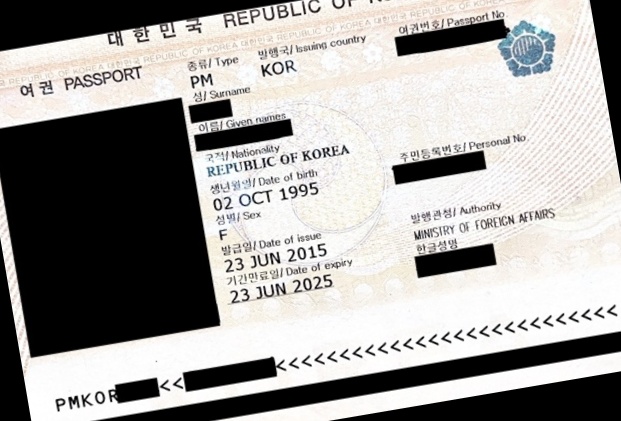 대한민국 REPUBLIC OF
여권 PASSPORT
종류/ Type
발행국/ Issuing country
여권번호/ Passport No.
PM
KOR
성/ Surname
이름/ Given names
국적/ Nationality
REPUBLIC OF KOREA
주민등록번호/ Personal No.
생년월일/ Date of birth
02 OCT 1995
성별/ Sex
발행관청/ Authority
F
MINISTRY OF FOREIGN AFFAIRS
발급일/ Date of issue
한글성명
23 JUN 2015
기간만료일/ Date of expiry
23 JUN 2025
PMKOR<<<<<<<<<<<<<<<<<<<<<<<<<<<<<<